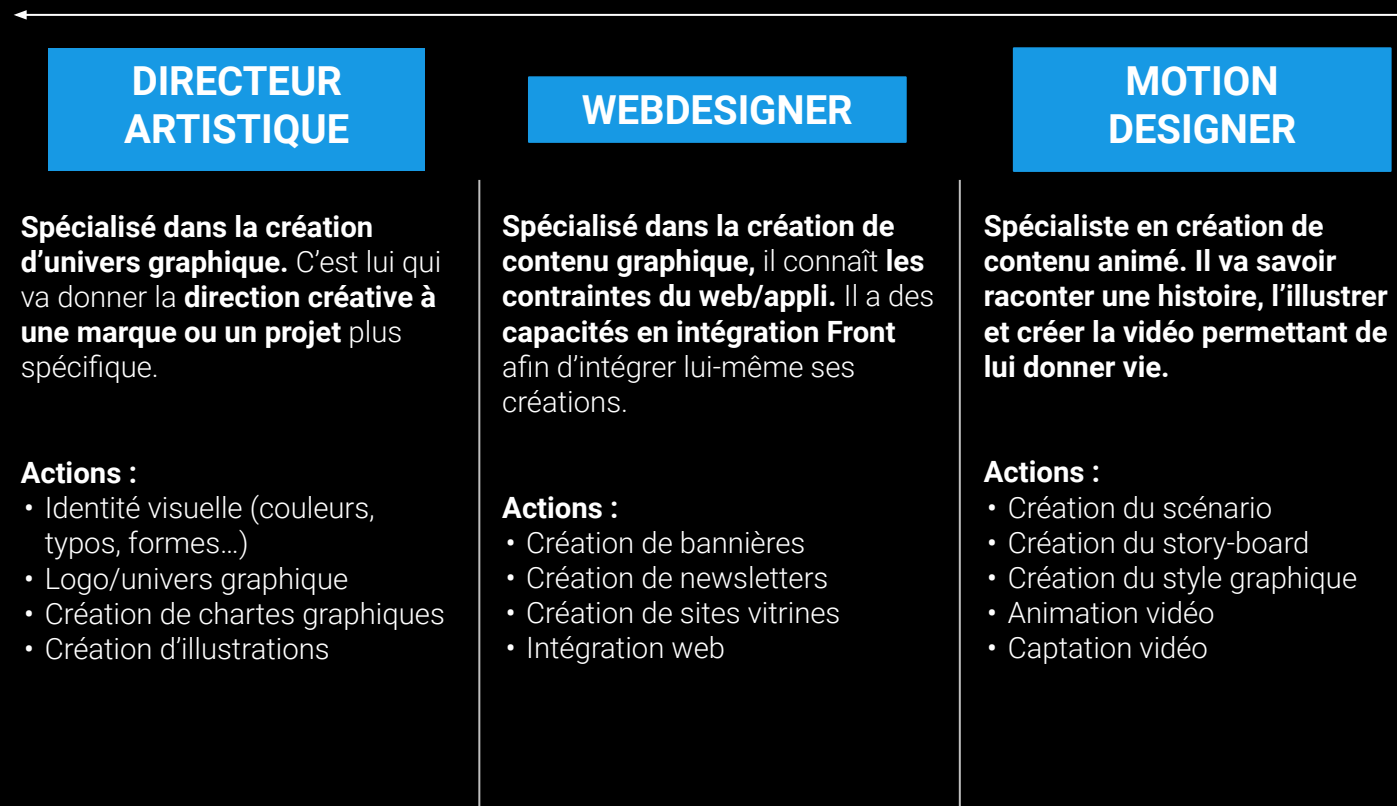 DIRECTEUR
ARTISTIQUE
Spécialisé dans la création
d’univers graphique. C’est lui qui
va donner la direction créative à
une marque ou un projet plus
spécifique.
Actions :
• Identité visuelle (couleurs,
typos, formes…)
• Logo/univers graphique
• Création de chartes graphiques
• Création d’illustrations
WEBDESIGNER
Spécialisé dans la création de
contenu graphique, il connaît les
contraintes du web/appli. Il a des
capacités en intégration Front
afin d’intégrer lui-même ses
créations.
Actions :
• Création de bannières
• Création de newsletters
• Création de sites vitrines
• Intégration web
MOTION
DESIGNER
Spécialiste en création de
contenu animé. Il va savoir
raconter une histoire, l’illustrer
et créer la vidéo permettant de
lui donner vie.
Actions :
• Création du scénario
• Création du story-board
• Création du style graphique
• Animation vidéo
• Captation vidéo